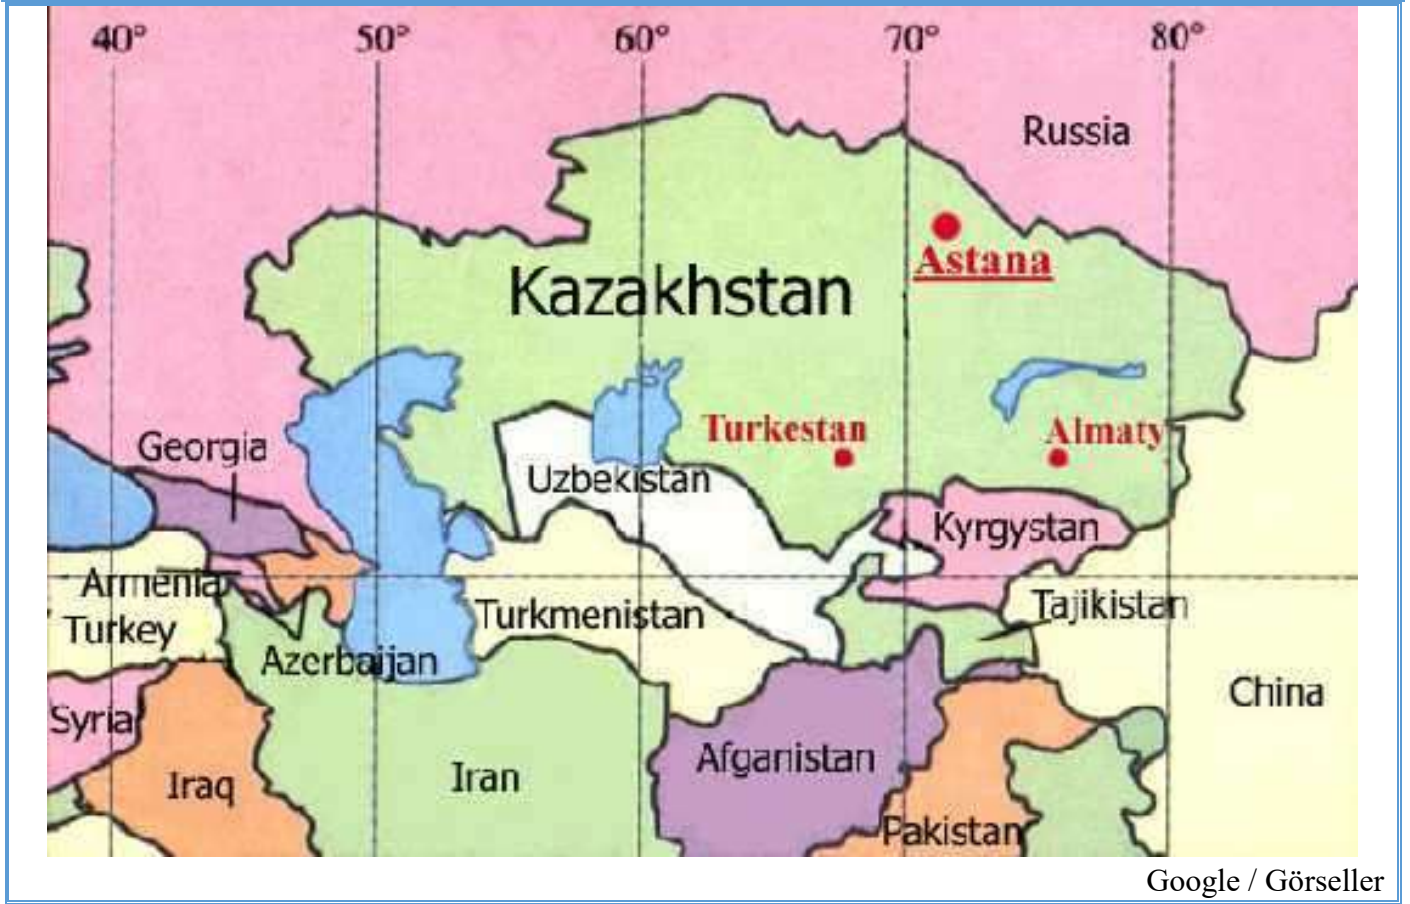 40° 50° 60° 70° 80°
Russia
Astana
Kazakhstan
Turkestan
Almaty
Georgia
Uzbekistan
Kyrgystan
Armenia
Tajikistan
Turkmenistan
Turkey
Azerbaijan
China
Syria
Afganistan
Iraq
Iran
Pakistan
Google / Görseller